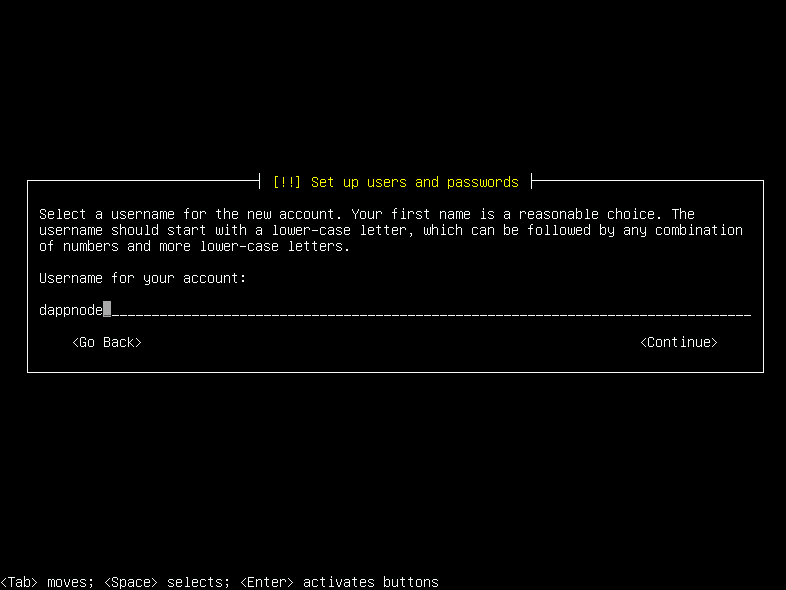 [!!] Set up users and passwords
Select a username for the new account. Your first name is a reasonable choice. The
username should start with a lower-case letter, which can be followed by any combination
of numbers and more lower-case letters.
Username for your account:
dappnode________________________________________________________________________________
<Go Back> <Continue>
<Tab> moves; <Space> selects; <Enter> activates buttons